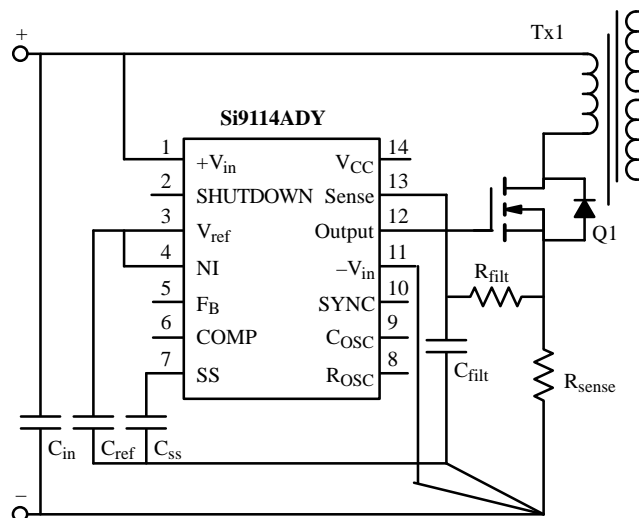 Tx1
+
Si9114ADY
1 +Vin
2 SHUTDOWN
3 Vref
4 NI
5 FB
6 COMP
7 SS
14 VCC
13 Sense
12 Output
11 –Vin
10 SYNC
9 COSC
8 ROSC
Q1
Rfilt
Cfilt
Rsense
Cin
Cref
Css
–